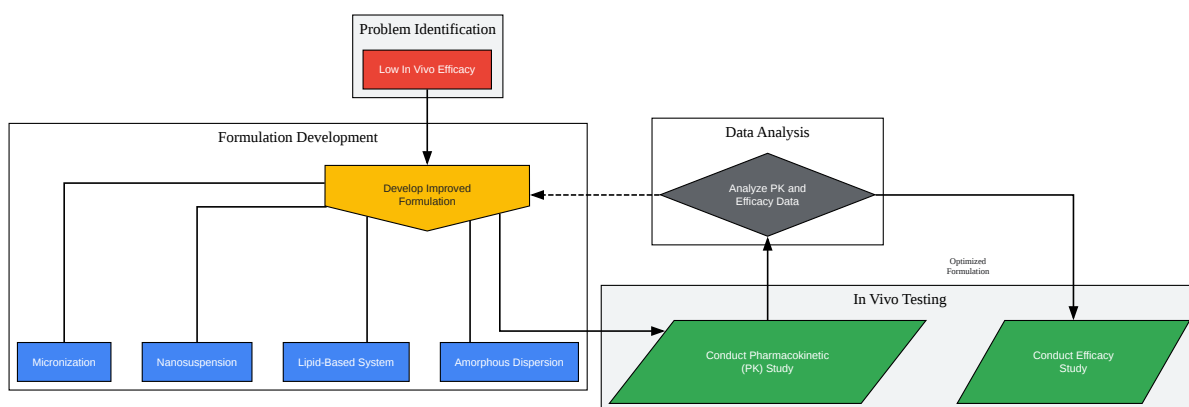 Problem Identification
Low In Vivo Efficacy
Formulation Development
Develop Improved
Formulation
Micronization
Nanosuspension
Lipid-Based System
Amorphous Dispersion
Data Analysis
Analyze PK and
Efficacy Data
Optimized
Formulation
In Vivo Testing
Conduct Pharmacokinetic
(PK) Study
Conduct Efficacy
Study